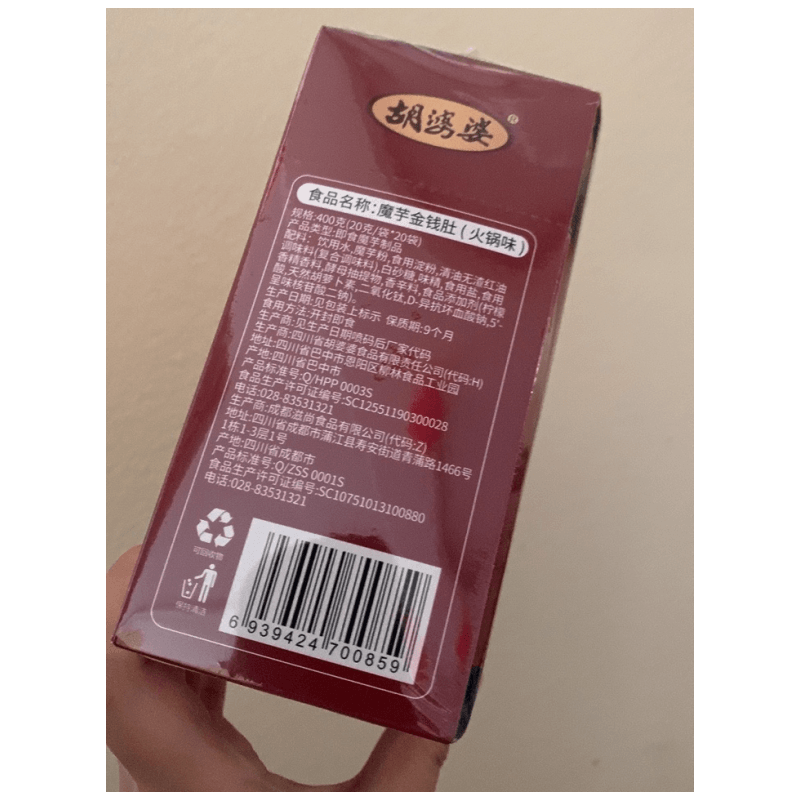 胡婆婆®
食品名称:魔芋金钱肚(火锅味)
规格:400克(20克/袋*20袋)
产品类型:即食魔芋制品
配料:饮用水,魔芋粉,食用淀粉,清油无渣红油
调味料(复合调味料),白砂糖,味精,食用盐,食用
香精香料,酵母抽提物,香辛料,食品添加剂(柠檬
酸,天然胡萝卜素,二氧化钛,D-异抗坏血酸钠,5'-
呈味核苷酸二钠)。
生产日期:见包装上标示 保质期:9个月
食用方法:开封即食
生产商:见生产日期喷码后厂家代码
生产商:四川省胡婆婆食品有限责任公司(代码:H)
地址:四川省巴中市恩阳区柳林食品工业园
产地:四川省巴中市
产品标准号:Q/HPP 0003S
食品生产许可证编号:SC12551190300028
电话:028-83531321
生产商:成都滋尚食品有限公司(代码:Z)
地址:四川省成都市蒲江县寿安街道青蒲路1466号
1栋1-3层1号
产地:四川省成都市
产品标准号:Q/ZSS 0001S
食品生产许可证编号:SC10751013100880
电话:028-83531321
可回收物
保持清洁
6 939424 700859